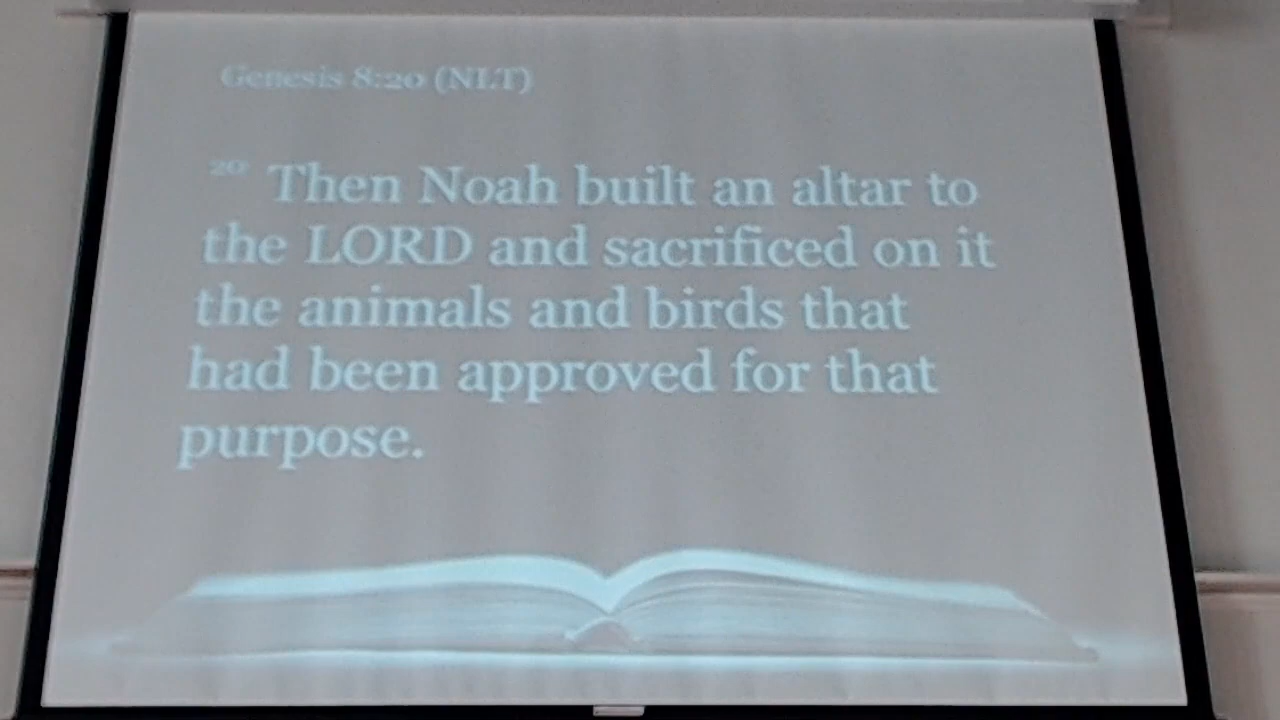 Genesis 8:20 (NLT)
20 Then Noah built an altar to
the LORD and sacrificed on it
the animals and birds that
had been approved for that
purpose.